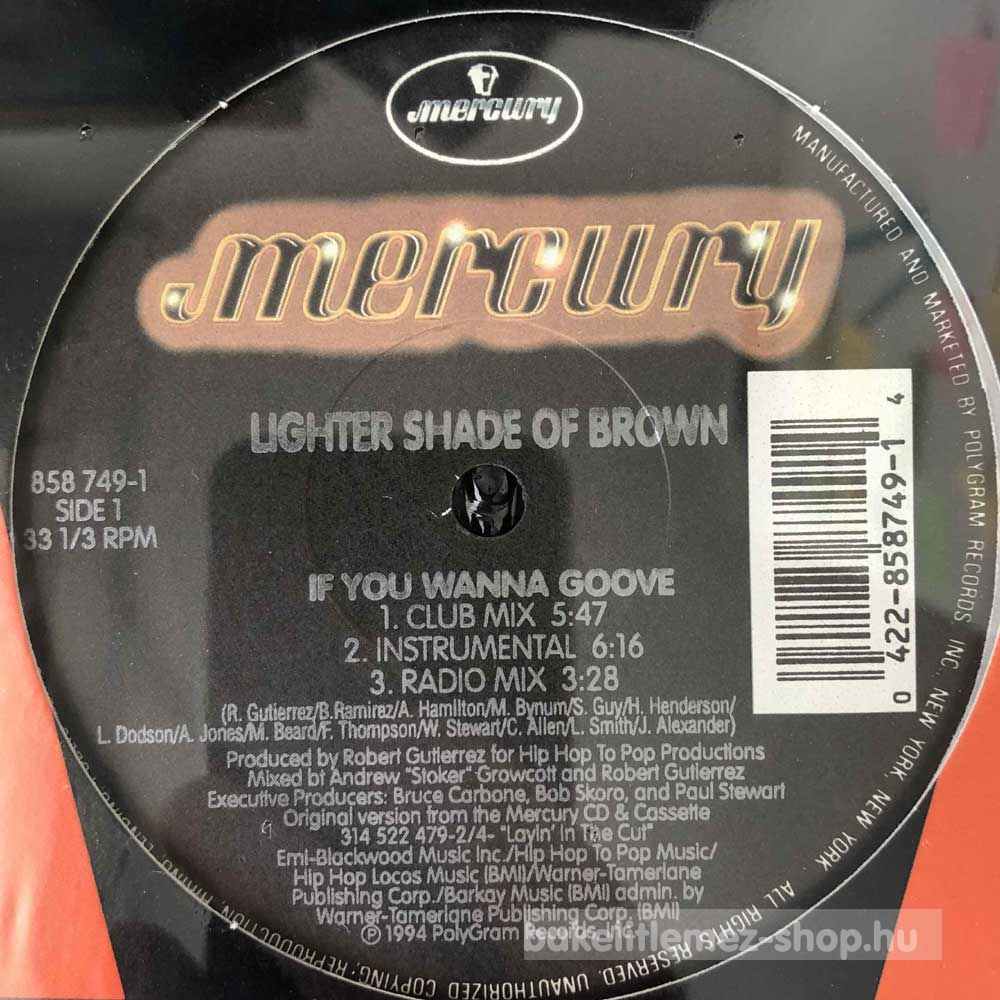 mercury
mercury
LIGHTER SHADE OF BROWN
858 749-1
SIDE 1
33 1/3 RPM
IF YOU WANNA GOOVE
1. CLUB MIX 5:47
2. INSTRUMENTAL 6:16
3. RADIO MIX 3:28
(R. Gutierrez/B.Ramirez/A. Hamilton/M. Bynum/S. Guy/H. Henderson/
L. Dodson/A. Jones/M. Beard/F. Thompson/W. Stewart/C. Allen/L. Smith/J. Alexander)
Produced by Robert Gutierrez for Hip Hop To Pop Productions
Mixed bt Andrew "Stoker" Growcott and Robert Gutierrez
Executive Producers: Bruce Carbone, Bob Skoro, and Paul Stewart
Original version from the Mercury CD & Cassette
314 522 479-2/4- "Layin' In The Cut"
Emi-Blackwood Music Inc./Hip Hop To Pop Music/
Hip Hop Locos Music (BMI)/Warner-Tamerlane
Publishing Corp./Barkay Music (BMI) admin. by
Warner-Tamerlane Publishing Corp. (BMI)
Ⓟ©1994 PolyGram Records, Inc.
0 422-858749-1 4
MANUFACTURED AND MARKETED BY POLYGRAM RECORDS, INC. NEW YORK, NEW YORK. ALL RIGHTS RESERVED. UNAUTHORIZED COPYING, REPRODUCTION, HIRING, LENDING
bakelitlemez-shop.hu